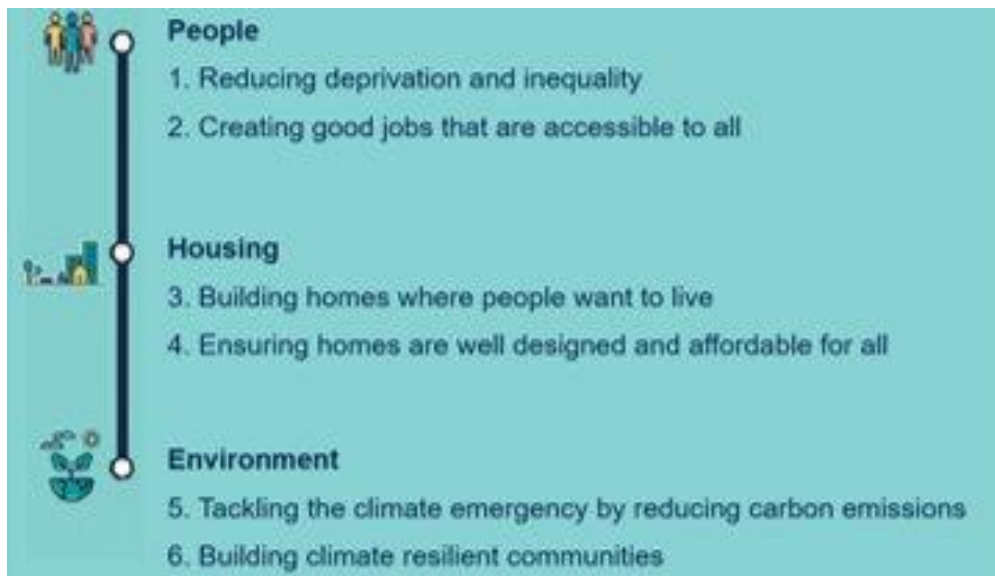 People
1. Reducing deprivation and inequality
2. Creating good jobs that are accessible to all
Housing
3. Building homes where people want to live
4. Ensuring homes are well designed and affordable for all
Environment
5. Tackling the climate emergency by reducing carbon emissions
6. Building climate resilient communities